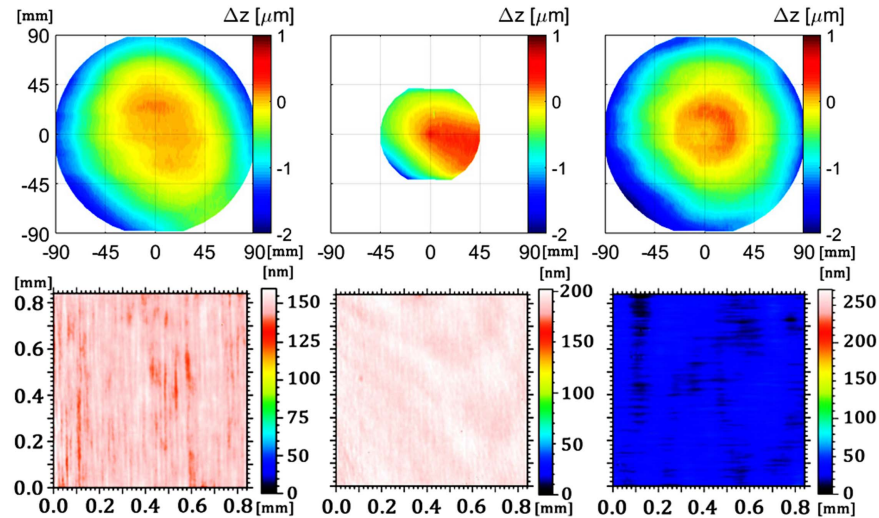 [mm] Δz [μm] Δz [μm] Δz [μm]
90 1 1 1
45 0 0 0
0 -1 -1 -1
-45
-90 -2 -2 -2
-90 -45 0 45 90 [mm] -90 -45 0 45 90 [mm] -90 -45 0 45 90 [mm]
[mm] [nm] [nm] [nm]
0.8 150 200 250
0.6 125 150 200
0.4 100 100 150
0.2 75 50 100
0.0 50 0 50
25 0
0
0.0 0.2 0.4 0.6 0.8 [mm] 0.0 0.2 0.4 0.6 0.8 [mm] 0.0 0.2 0.4 0.6 0.8 [mm]